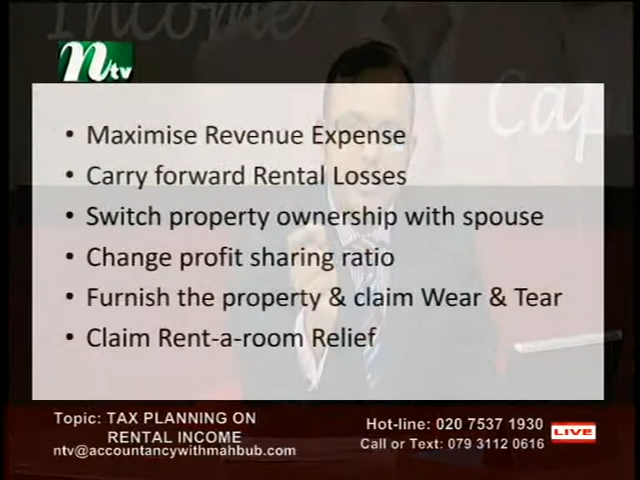 Income
Cap
ntv
• Maximise Revenue Expense
• Carry forward Rental Losses
• Switch property ownership with spouse
• Change profit sharing ratio
• Furnish the property & claim Wear & Tear
• Claim Rent-a-room Relief
Topic: TAX PLANNING ON
RENTAL INCOME
ntv@accountancywithmahbub.com
Hot-line: 020 7537 1930
Call or Text: 079 3112 0616
LIVE